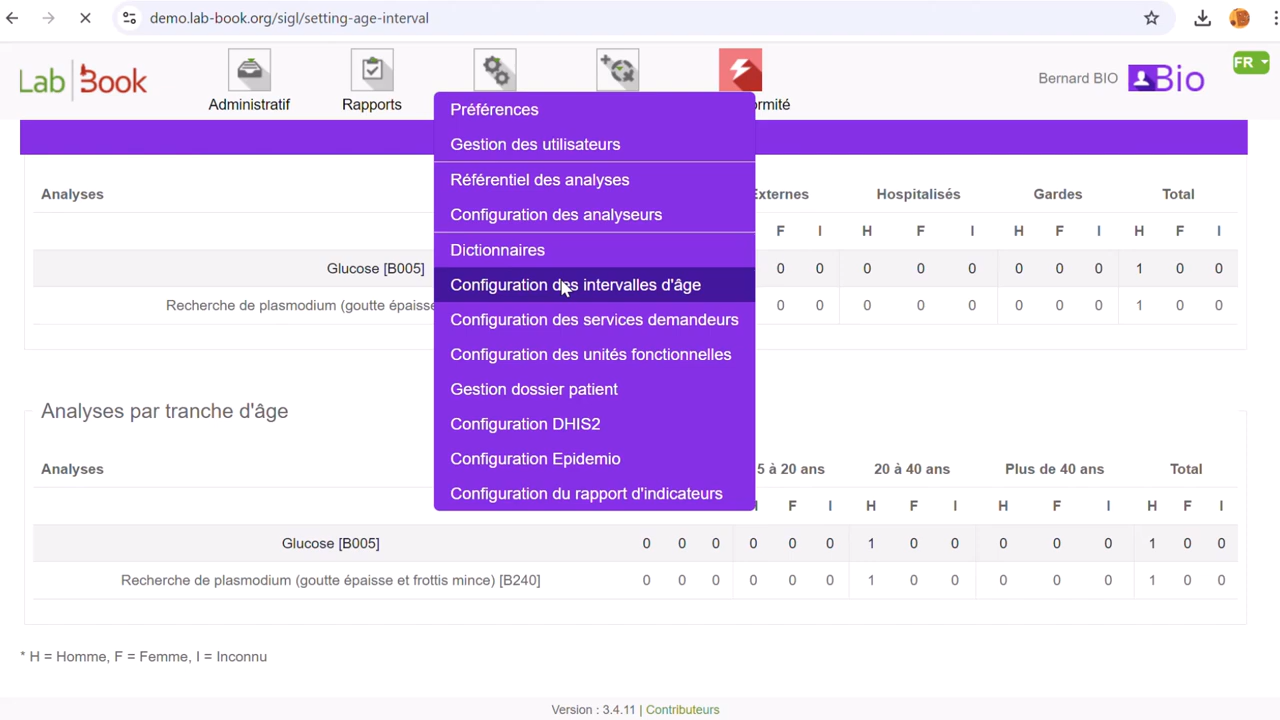 demo.lab-book.org/sigl/setting-age-interval
Lab Book
Administratif
Rapports
rmité
Bernard BIO
Bio
FR
Préférences
Gestion des utilisateurs
Référentiel des analyses
Configuration des analyseurs
Dictionnaires
Configuration des intervalles d'âge
Configuration des services demandeurs
Configuration des unités fonctionnelles
Gestion dossier patient
Configuration DHIS2
Configuration Epidemio
Configuration du rapport d'indicateurs
Analyses Externes Hospitalisés Gardes Total
F I H F I H F I H F I
Glucose [B005] 0 0 0 0 0 0 0 0 1 0 0
Recherche de plasmodium (goutte épaisse 0 0 0 0 0 0 0 0 1 0 0
Analyses par tranche d'âge
Analyses 5 à 20 ans 20 à 40 ans Plus de 40 ans Total
F I H F I H F I H F I
Glucose [B005] 0 0 0 0 0 0 1 0 0 0 0 0 1 0 0
Recherche de plasmodium (goutte épaisse et frottis mince) [B240] 0 0 0 0 0 0 1 0 0 0 0 0 1 0 0
* H = Homme, F = Femme, I = Inconnu
Version : 3.4.11 | Contributeurs